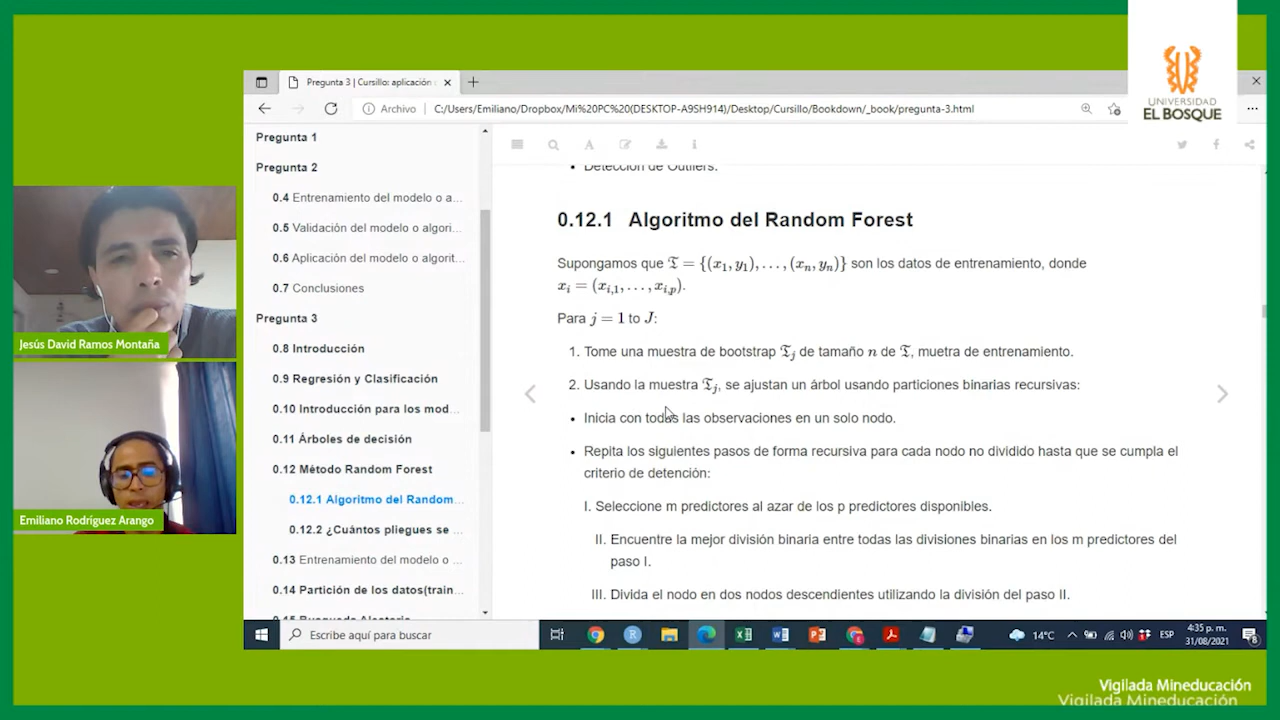 UNIVERSIDAD
EL BOSQUE
Pregunta 3 | Cursillo: aplicación
Archivo
C:/Users/Emiliano/Dropbox/Mi%20PC%20(DESKTOP-A95H914)/Desktop/Cursillo/Bookdown/_book/pregunta-3.html
Pregunta 1
Pregunta 2
0.4 Entrenamiento del modelo o a...
0.5 Validación del modelo o algori...
0.6 Aplicación del modelo o algorit...
0.7 Conclusiones
Pregunta 3
0.8 Introducción
0.9 Regresión y Clasificación
0.10 Introducción para los mod...
0.11 Árboles de decisión
0.12 Método Random Forest
0.12.1 Algoritmo del Random...
0.12.2 ¿Cuántos pliegues se ...
0.13 Entrenamiento del modelo o ...
0.14 Partición de los datos(train...
0.15 Busqueda Aleatoria
• Detección de Outliers.
0.12.1 Algoritmo del Random Forest
Supongamos que 𝔗 = {(x₁, y₁), . . . , (xₙ, yₙ)} son los datos de entrenamiento, donde
xᵢ = (xᵢ,₁, . . . , xᵢ,ₚ).
Para j = 1 to J:
1. Tome una muestra de bootstrap 𝔗ⱼ de tamaño n de 𝔗, muetra de entrenamiento.
2. Usando la muestra 𝔗ⱼ, se ajustan un árbol usando particiones binarias recursivas:
• Inicia con todas las observaciones en un solo nodo.
• Repita los siguientes pasos de forma recursiva para cada nodo no dividido hasta que se cumpla el
criterio de detención:
I. Seleccione m predictores al azar de los p predictores disponibles.
II. Encuentre la mejor división binaria entre todas las divisiones binarias en los m predictores del
paso I.
III. Divida el nodo en dos nodos descendientes utilizando la división del paso II.
Jesús David Ramos Montaña
Emiliano Rodríguez Arango
Escribe aquí para buscar
14°C
ESP
4:35 p. m.
31/08/2021
Vigilada Mineducación
Vigilada Mineducación